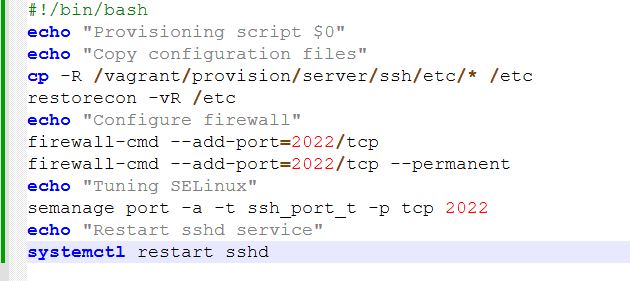 #!/bin/bash
echo "Provisioning script $0"
echo "Copy configuration files"
cp -R /vagrant/provision/server/ssh/etc/* /etc
restorecon -vR /etc
echo "Configure firewall"
firewall-cmd --add-port=2022/tcp
firewall-cmd --add-port=2022/tcp --permanent
echo "Tuning SELinux"
semanage port -a -t ssh_port_t -p tcp 2022
echo "Restart sshd service"
systemctl restart sshd